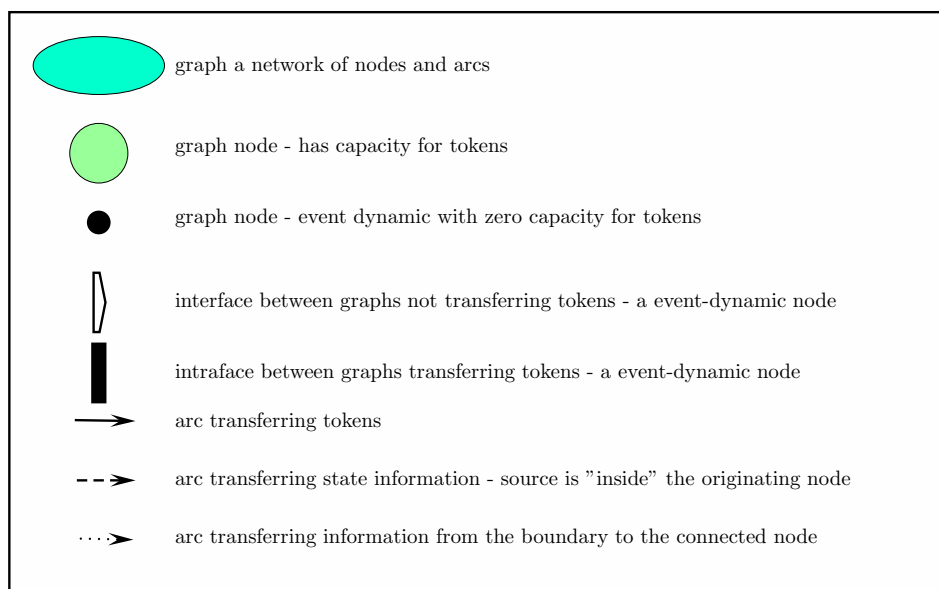 graph a network of nodes and arcs
graph node - has capacity for tokens
graph node - event dynamic with zero capacity for tokens
interface between graphs not transferring tokens - a event-dynamic node
intraface between graphs transferring tokens - a event-dynamic node
arc transferring tokens
arc transferring state information - source is ”inside” the originating node
arc transferring information from the boundary to the connected node